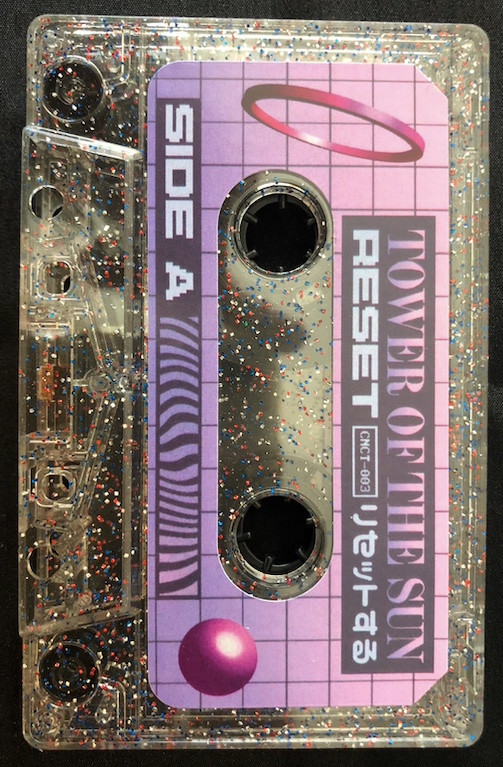 TOWER OF THE SUN
RESET CMCT-003 リセットする
SIDE A